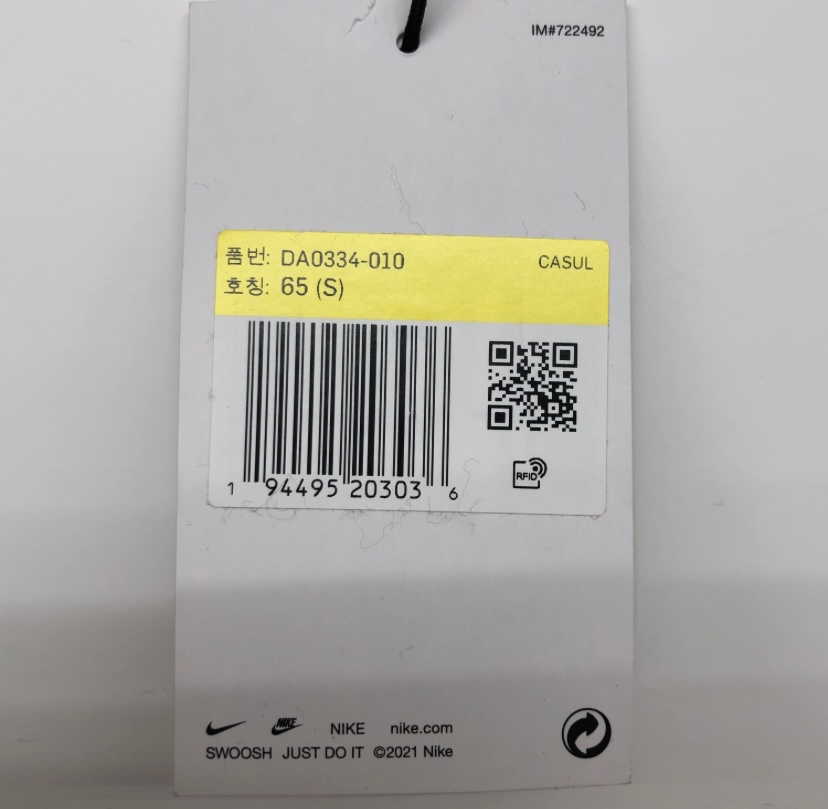 IM#722492
품번: DA0334-010 CASUL
호칭: 65 (S)
1 94495 20303 6
RFID
NIKE NIKE nike.com
SWOOSH JUST DO IT ©2021 Nike